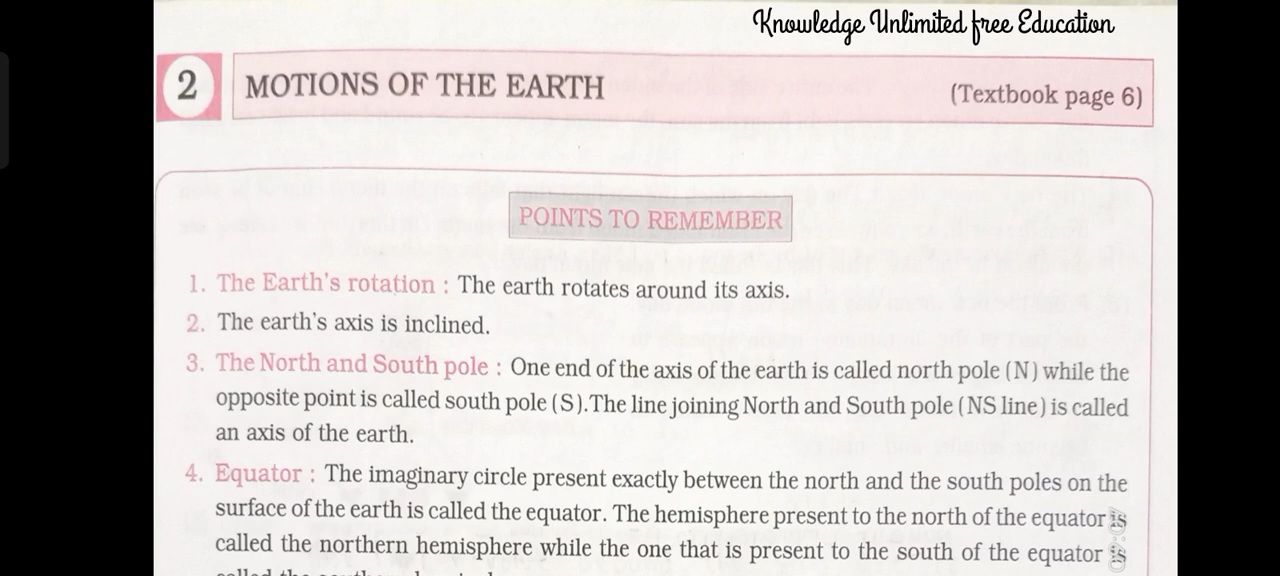 Knowledge Unlimited free Education
2 MOTIONS OF THE EARTH (Textbook page 6)
POINTS TO REMEMBER
1. The Earth's rotation : The earth rotates around its axis.
2. The earth's axis is inclined.
3. The North and South pole : One end of the axis of the earth is called north pole (N) while the
opposite point is called south pole (S).The line joining North and South pole (NS line) is called
an axis of the earth.
4. Equator : The imaginary circle present exactly between the north and the south poles on the
surface of the earth is called the equator. The hemisphere present to the north of the equator is
called the northern hemisphere while the one that is present to the south of the equator is